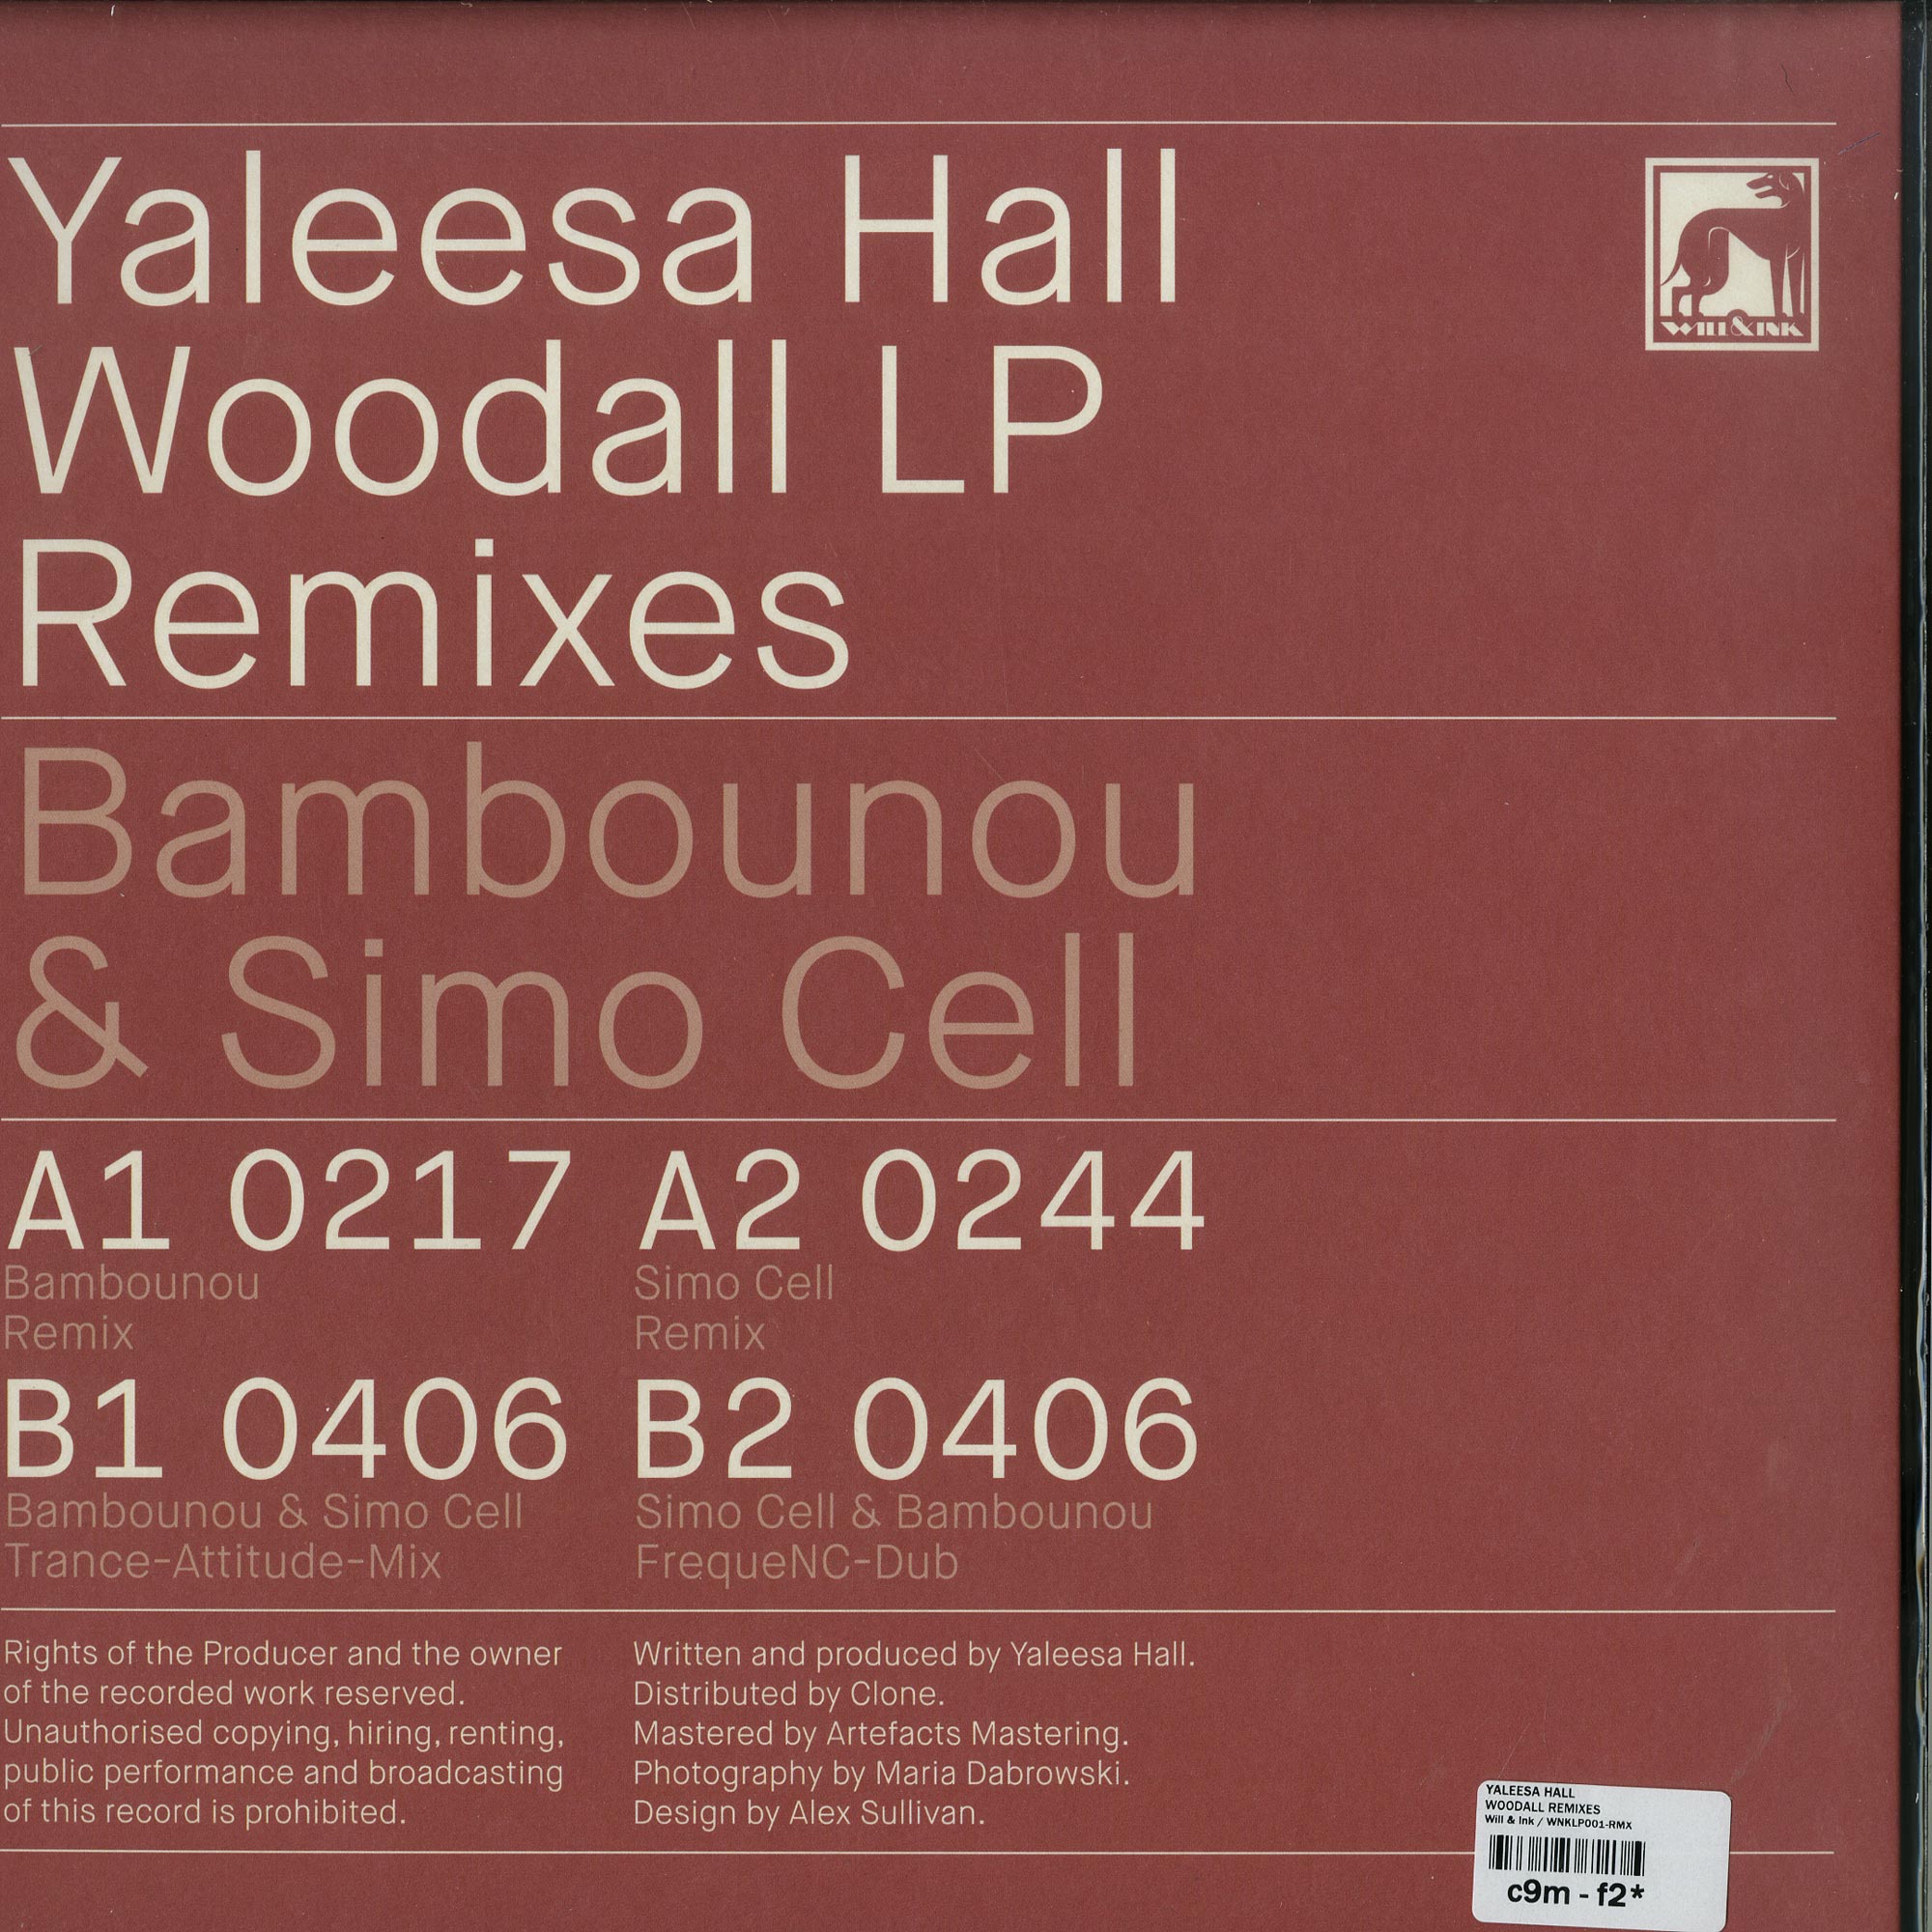 Yaleesa Hall
Woodall LP
Remixes
WILL&INK
Bambounou
& Simo Cell
A1 0217
Bambounou
Remix
A2 0244
Simo Cell
Remix
B1 0406
Bambounou & Simo Cell
Trance-Attitude-Mix
B2 0406
Simo Cell & Bambounou
FrequeNC-Dub
Rights of the Producer and the owner
of the recorded work reserved.
Unauthorised copying, hiring, renting,
public performance and broadcasting
of this record is prohibited.
Written and produced by Yaleesa Hall.
Distributed by Clone.
Mastered by Artefacts Mastering.
Photography by Maria Dabrowski.
Design by Alex Sullivan.
YALEESA HALL
WOODALL REMIXES
Will & Ink / WNKLP001-RMX
c9m - f2*